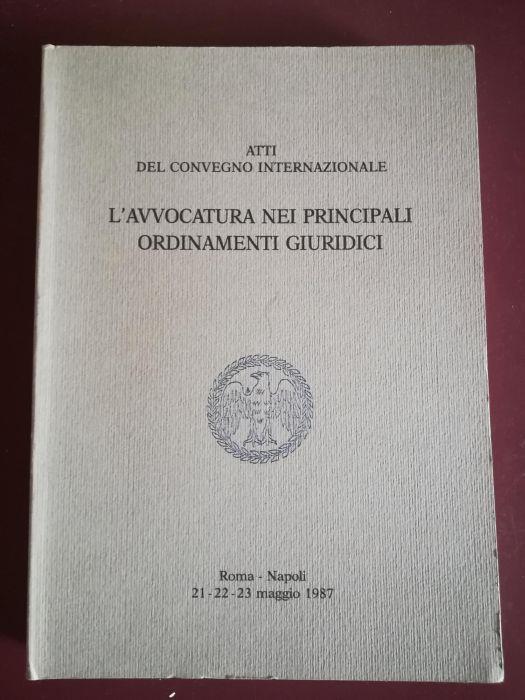 ATTI
DEL CONVEGNO INTERNAZIONALE
L'AVVOCATURA NEI PRINCIPALI
ORDINAMENTI GIURIDICI
Roma - Napoli
21 - 22 - 23 maggio 1987